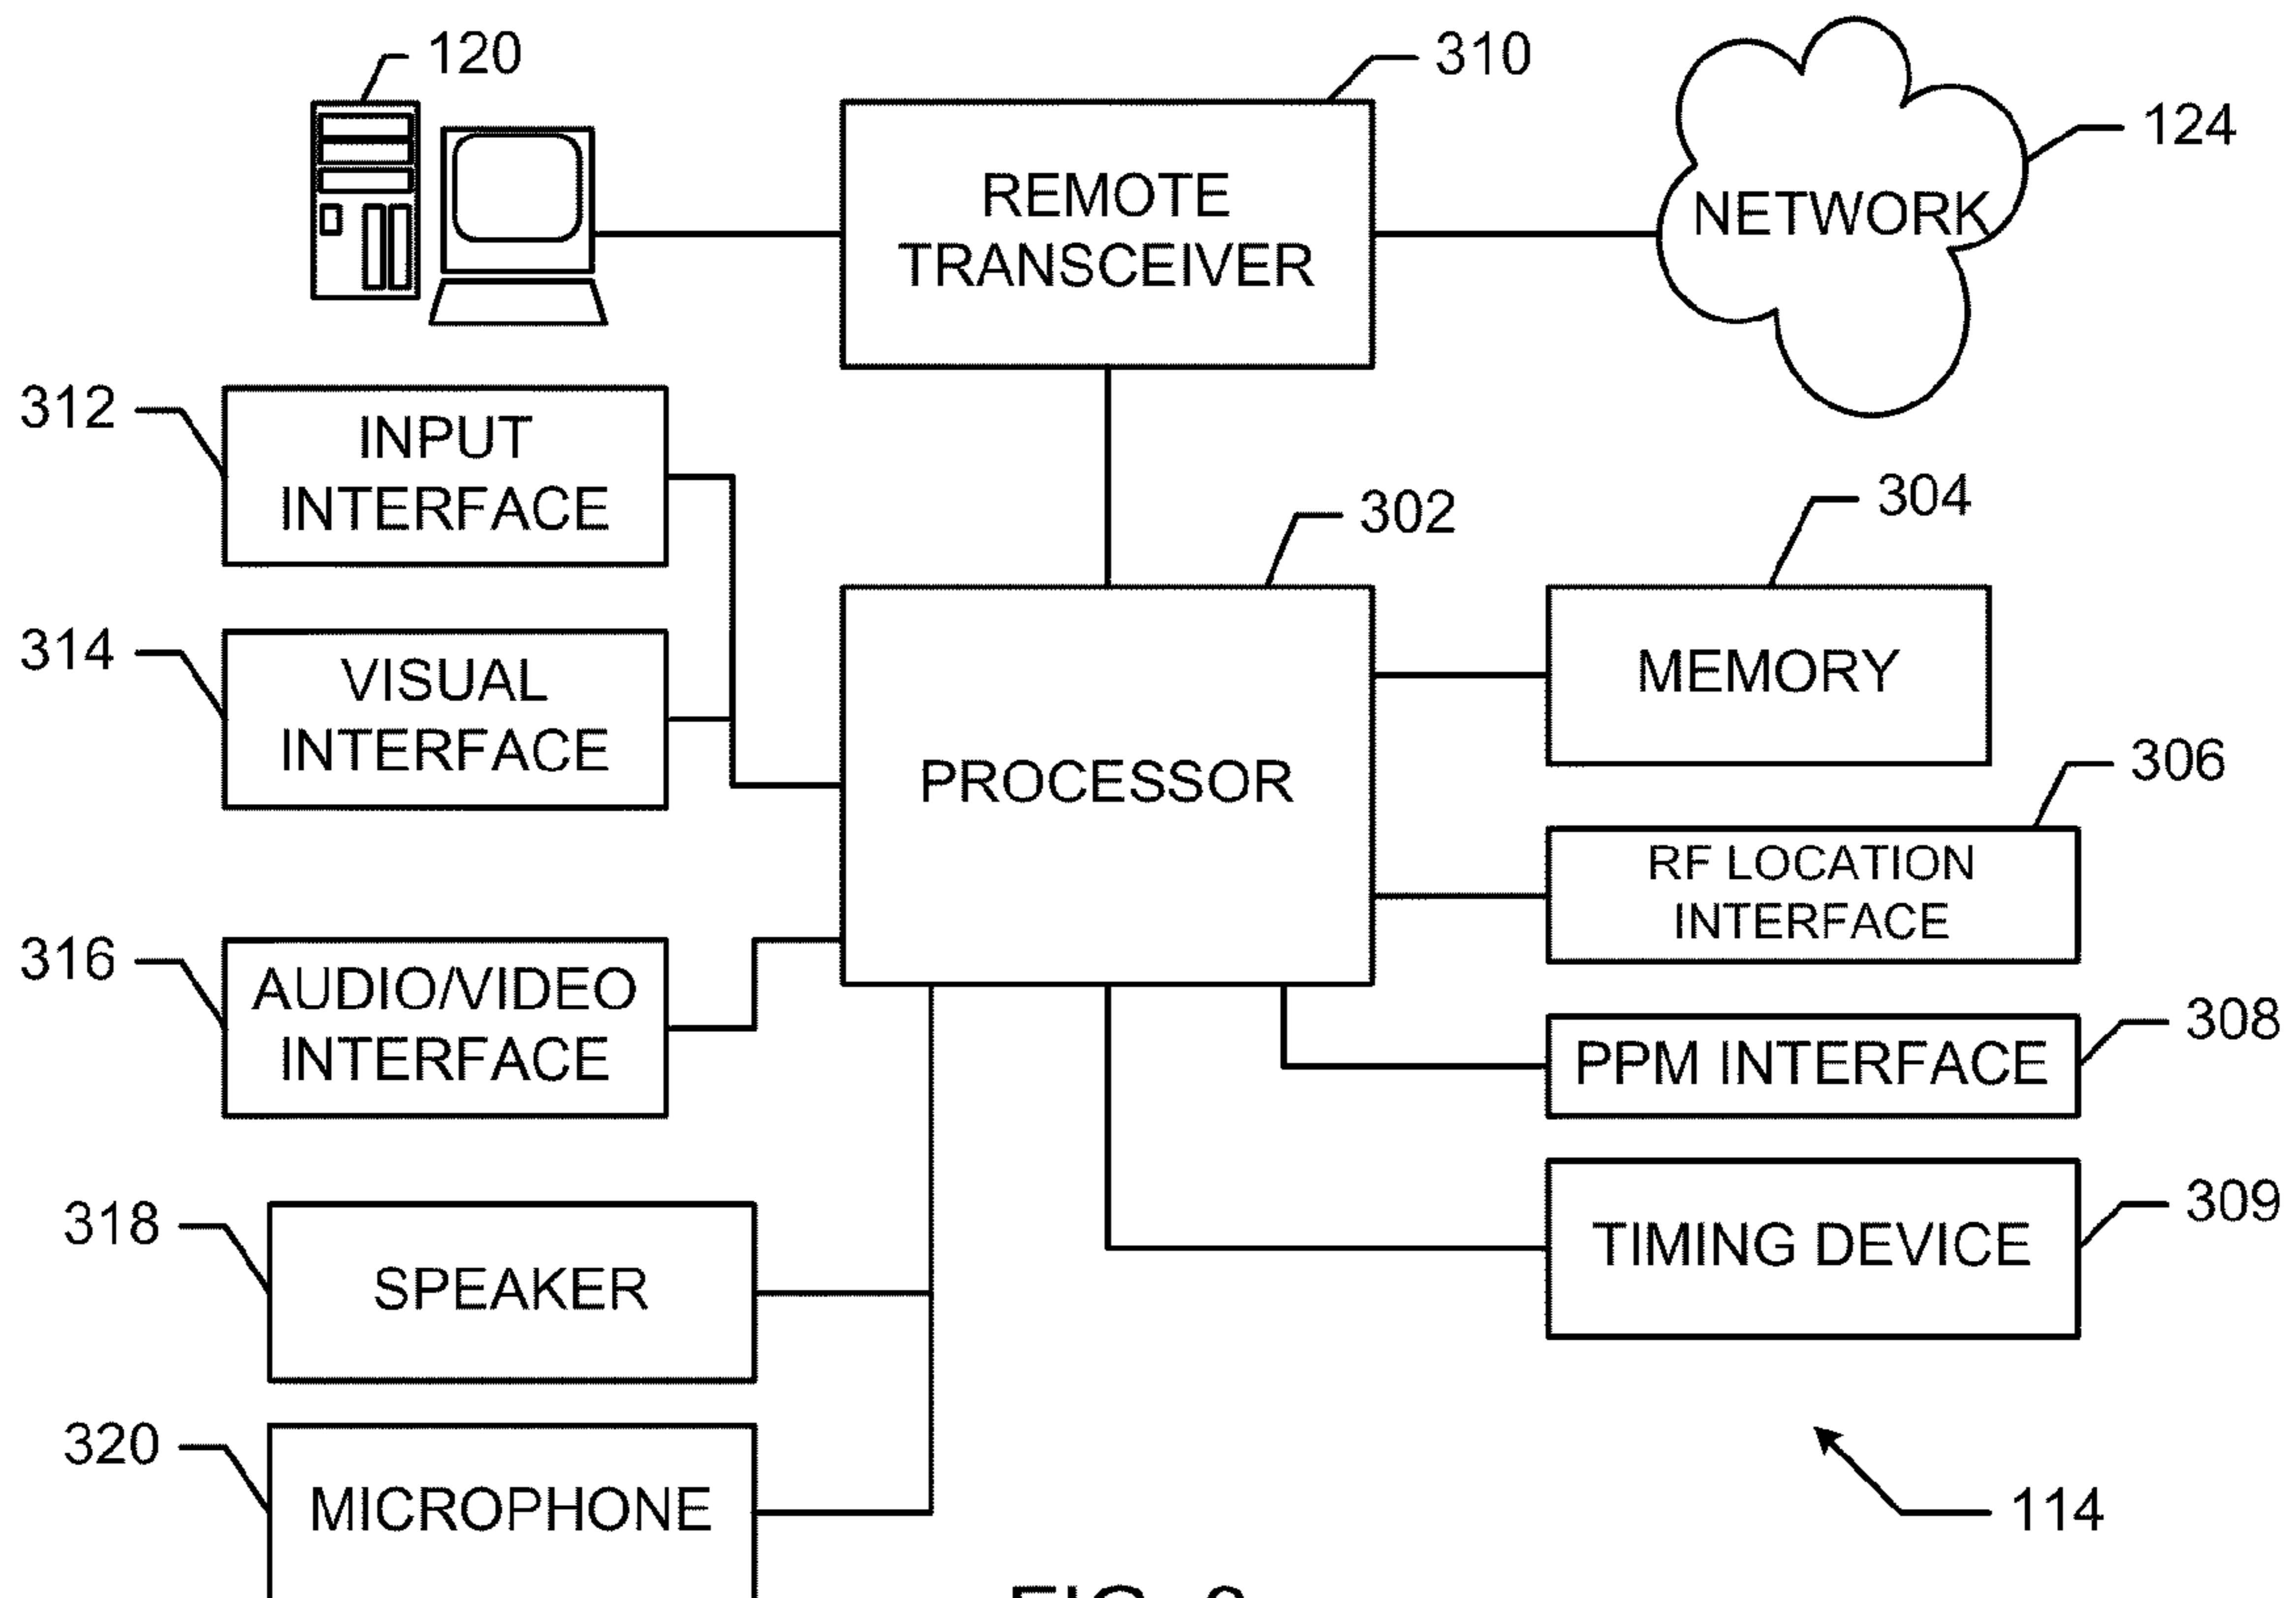 120
310
124
REMOTE
TRANSCEIVER
NETWORK
312
INPUT
INTERFACE
302
304
314
VISUAL
INTERFACE
PROCESSOR
MEMORY
306
RF LOCATION
INTERFACE
316
AUDIO/VIDEO
INTERFACE
308
PPM INTERFACE
309
TIMING DEVICE
318
SPEAKER
320
MICROPHONE
114
FIG.